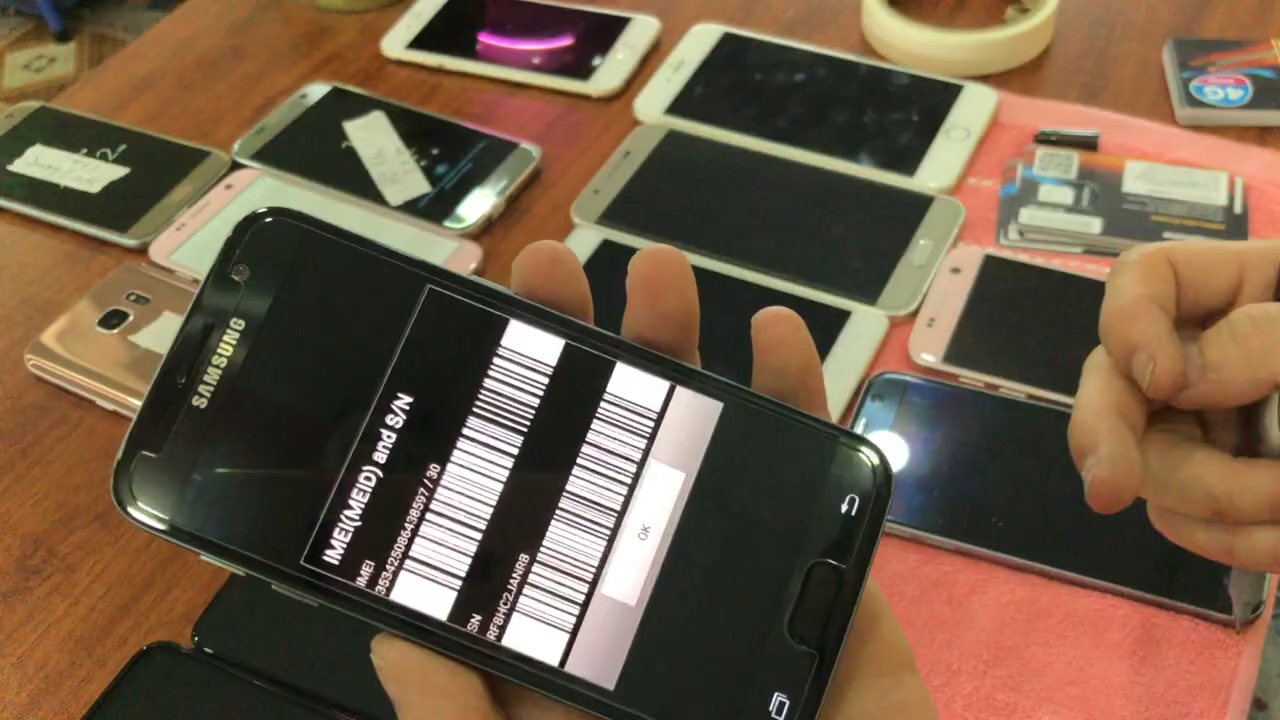 SAMSUNG
IMEI(MEID) and S/N
IMEI
353425086438597 / 30
SN
RF8HC2JANRB
OK
4G